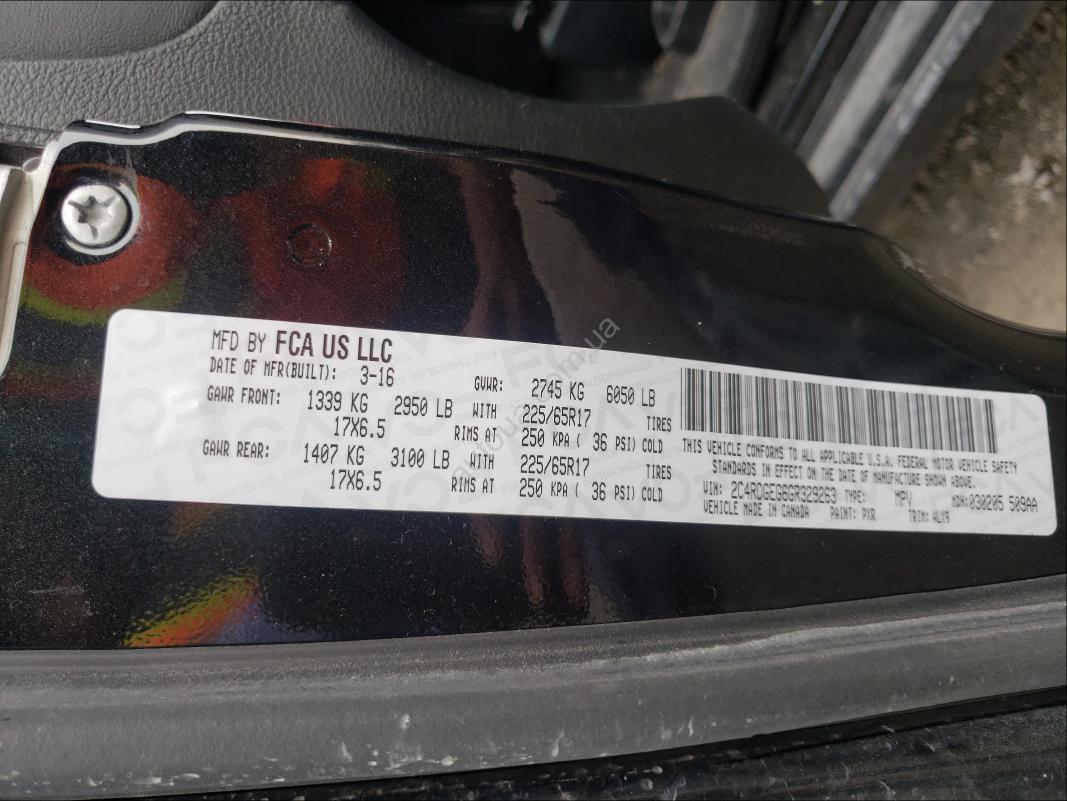 MFD BY FCA US LLC
DATE OF MFR(BUILT): 3-16 GVWR: 2745 KG 6050 LB
GAWR FRONT: 1339 KG 2950 LB WITH 225/65R17 TIRES
17X6.5 RIMS AT 250 KPA ( 36 PSI) COLD
GAWR REAR: 1407 KG 3100 LB WITH 225/65R17 TIRES
17X6.5 RIMS AT 250 KPA ( 36 PSI) COLD
THIS VEHICLE CONFORMS TO ALL APPLICABLE U.S.A. FEDERAL MOTOR VEHICLE SAFETY
STANDARDS IN EFFECT ON THE DATE OF MANUFACTURE SHOWN ABOVE.
VIN: 2C4RDGEG6GR329263 TYPE: MPV MDH: 030205 509AA
VEHICLE MADE IN CANADA PAINT: PXR TRIM: ALX9